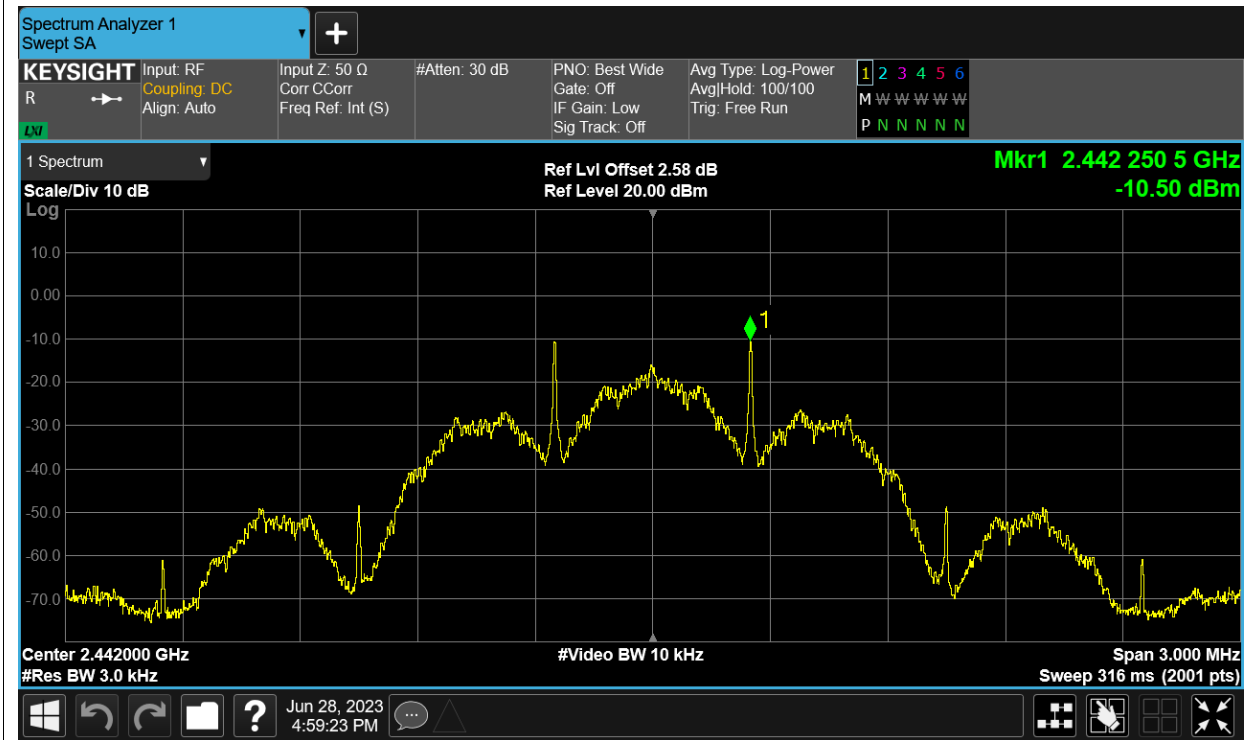 Spectrum Analyzer 1
Swept SA
+
KEYSIGHT
R
LXI
Input: RF
Coupling: DC
Align: Auto
Input Z: 50 Ω
Corr CCorr
Freq Ref: Int (S)
#Atten: 30 dB
PNO: Best Wide
Gate: Off
IF Gain: Low
Sig Track: Off
Avg Type: Log-Power
Avg|Hold: 100/100
Trig: Free Run
1 2 3 4 5 6
M W W W W W
P N N N N N
1 Spectrum
Scale/Div 10 dB
Log
Ref Lvl Offset 2.58 dB
Ref Level 20.00 dBm
Mkr1 2.442 250 5 GHz
-10.50 dBm
10.0
0.00
1
-10.0
-20.0
-30.0
-40.0
-50.0
-60.0
-70.0
Center 2.442000 GHz
#Video BW 10 kHz
Span 3.000 MHz
#Res BW 3.0 kHz
Sweep 316 ms (2001 pts)
?
Jun 28, 2023
4:59:23 PM